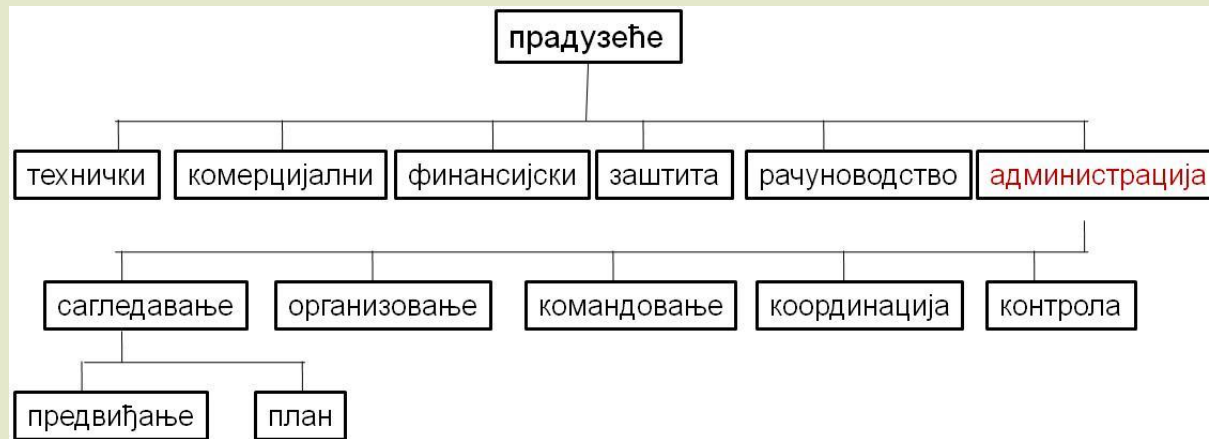 прадузеће
технички комерцијални финансијски заштита рачуноводство администрација
сагледавање организовање командовање координација контрола
предвиђање план